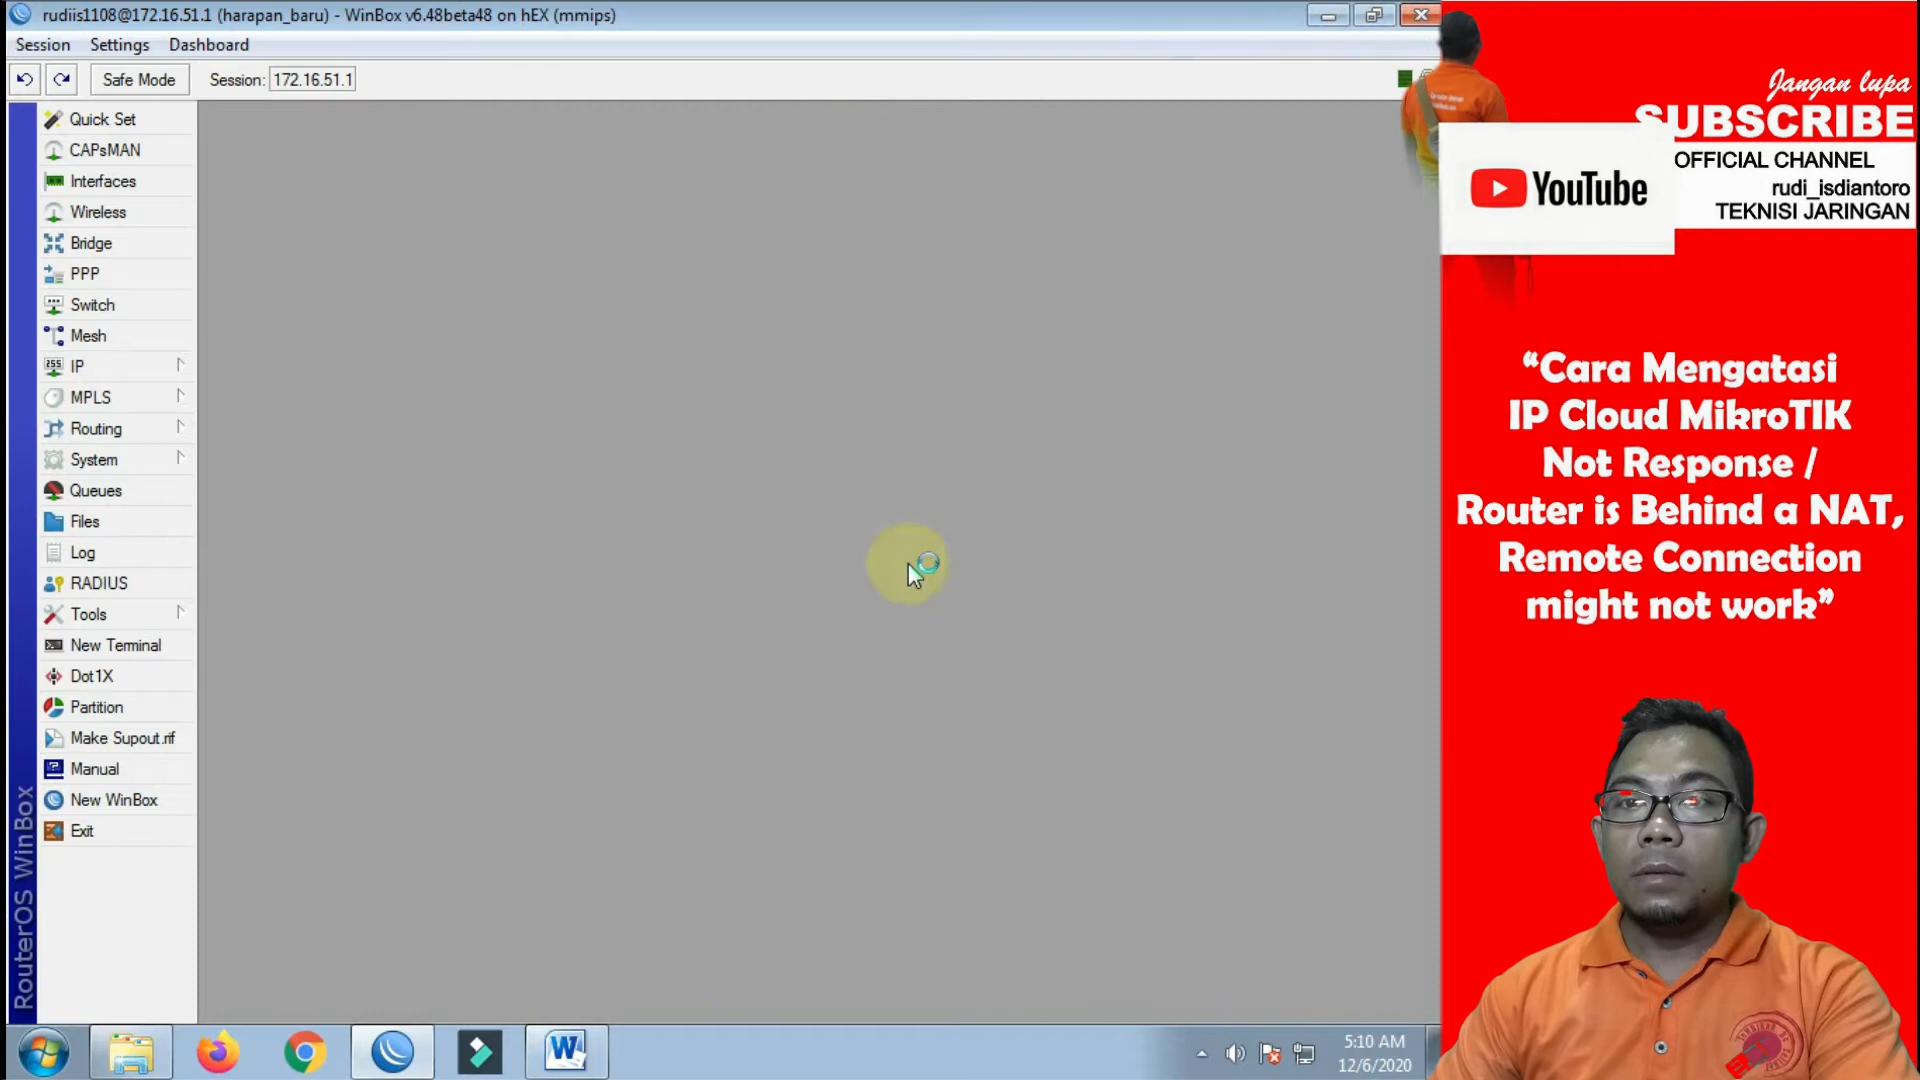 rudiis1108@172.16.51.1 (harapan_baru) - WinBox v6.48beta48 on hEX (mmips)
Session Settings Dashboard
Safe Mode Session: 172.16.51.1
Quick Set
CAPsMAN
Interfaces
Wireless
Bridge
PPP
Switch
Mesh
IP
MPLS
Routing
System
Queues
Files
Log
RADIUS
Tools
New Terminal
Dot1X
Partition
Make Supout.rif
Manual
New WinBox
Exit
RouterOS WinBox
5:10 AM
12/6/2020
Jangan lupa
SUBSCRIBE
OFFICIAL CHANNEL
YouTube
rudi_isdiantoro
TEKNISI JARINGAN
“Cara Mengatasi
IP Cloud MikroTIK
Not Response /
Router is Behind a NAT,
Remote Connection
might not work”